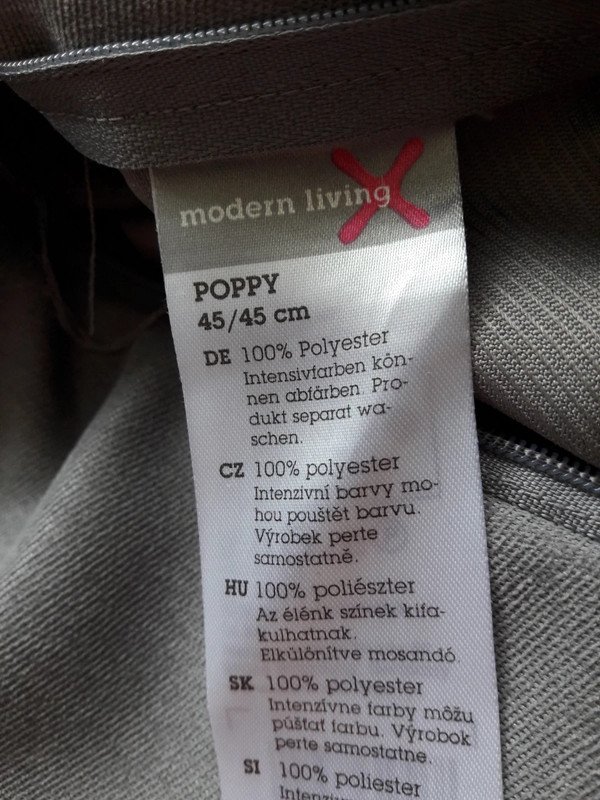 modern living
POPPY
45/45 cm
DE 100% Polyester
Intensivfarben kön-
nen abfärben. Pro-
dukt separat wa-
schen.
CZ 100% polyester
Intenzivní barvy mo-
hou pouštět barvu.
Výrobek perte
samostatně.
HU 100% poliészter
Az élénk színek kifa-
kulhatnak.
Elkülönítve mosandó.
SK 100% polyester
Intenzívne farby môžu
púštať farbu. Výrobok
perte samostatne.
SI 100% poliester